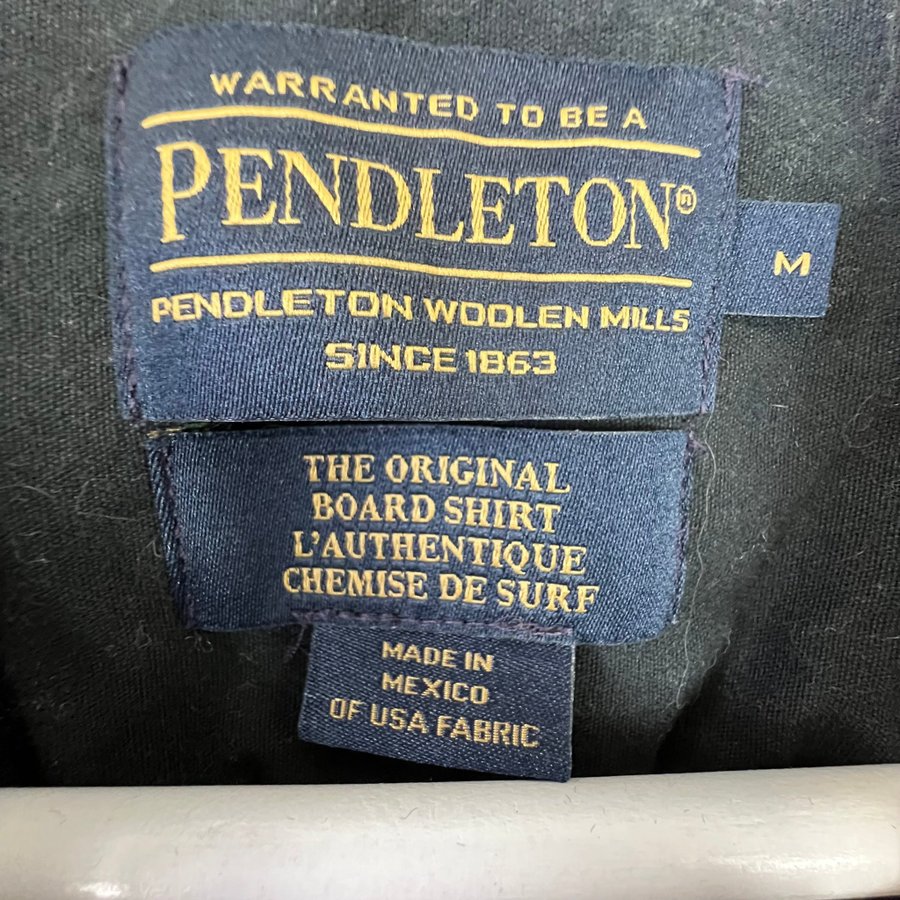 WARRANTED TO BE A
PENDLETON®
PENDLETON WOOLEN MILLS
SINCE 1863
M
THE ORIGINAL
BOARD SHIRT
L'AUTHENTIQUE
CHEMISE DE SURF
MADE IN
MEXICO
OF USA FABRIC